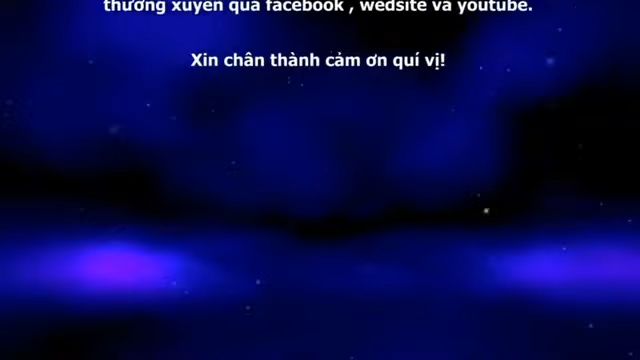 thường xuyên qua facebook , wedsite và youtube.
Xin chân thành cảm ơn quí vị!